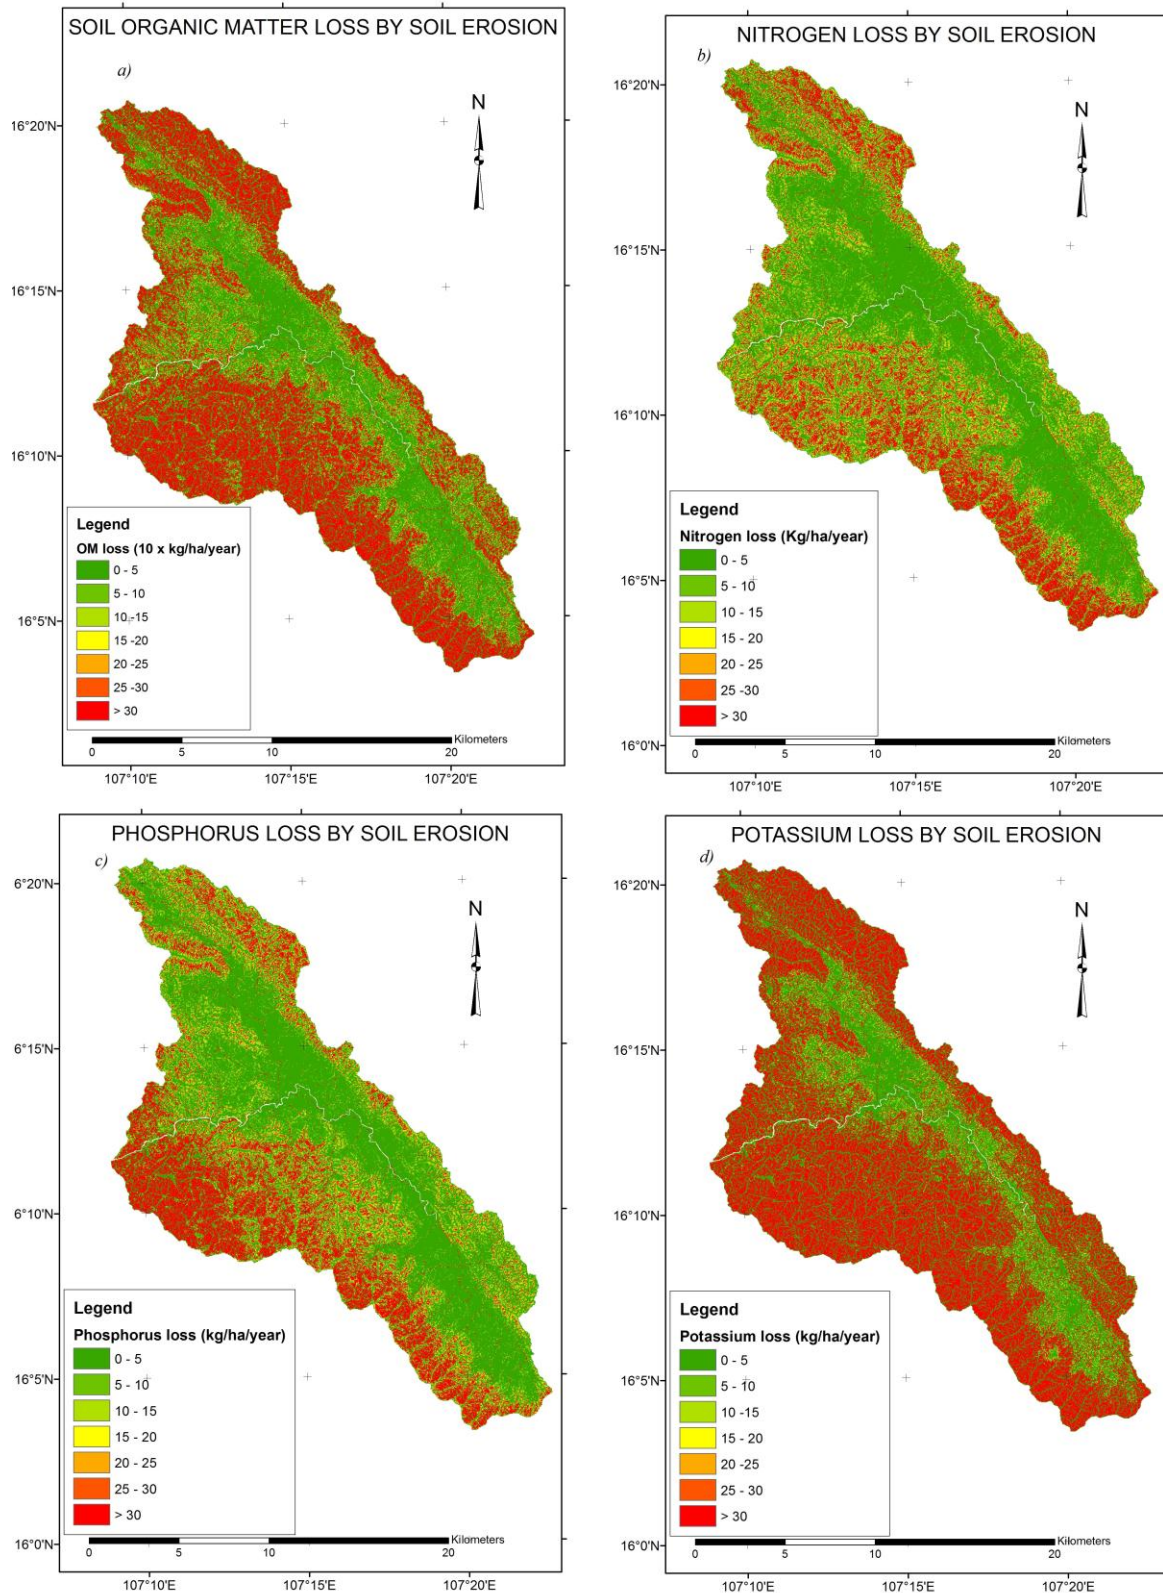 SOIL ORGANIC MATTER LOSS BY SOIL EROSION
a)
N
16°20'N
16°15'N
16°10'N
16°5'N
Legend
OM loss (10 x kg/ha/year)
0 - 5
5 - 10
10 -15
15 -20
20 -25
25 -30
> 30
Kilometers
0 5 10 20
107°10'E 107°15'E 107°20'E
NITROGEN LOSS BY SOIL EROSION
b)
N
16°20'N
16°15'N
16°10'N
16°5'N
16°0'N
Legend
Nitrogen loss (Kg/ha/year)
0 - 5
5 - 10
10 - 15
15 - 20
20 - 25
25 -30
> 30
Kilometers
0 5 10 20
107°10'E 107°15'E 107°20'E
PHOSPHORUS LOSS BY SOIL EROSION
c)
N
6°20'N
6°15'N
6°10'N
16°5'N
16°0'N
Legend
Phosphorus loss (kg/ha/year)
0 - 5
5 - 10
10 - 15
15 - 20
20 - 25
25 - 30
> 30
Kilometers
0 5 10 20
107°10'E 107°15'E 107°20'E
POTASSIUM LOSS BY SOIL EROSION
d)
N
16°20'N
16°15'N
16°10'N
16°5'N
16°0'N
Legend
Potassium loss (kg/ha/year)
0 - 5
5 - 10
10 -15
15 - 20
20 -25
25 - 30
> 30
Kilometers
0 5 10 20
107°10'E 107°15'E 107°20'E